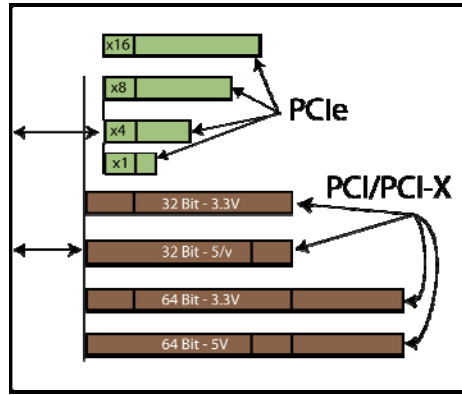 x16
x8
PCIe
x4
x1
PCI/PCI-X
32 Bit - 3.3V
32 Bit - 5/v
64 Bit - 3.3V
64 Bit - 5V